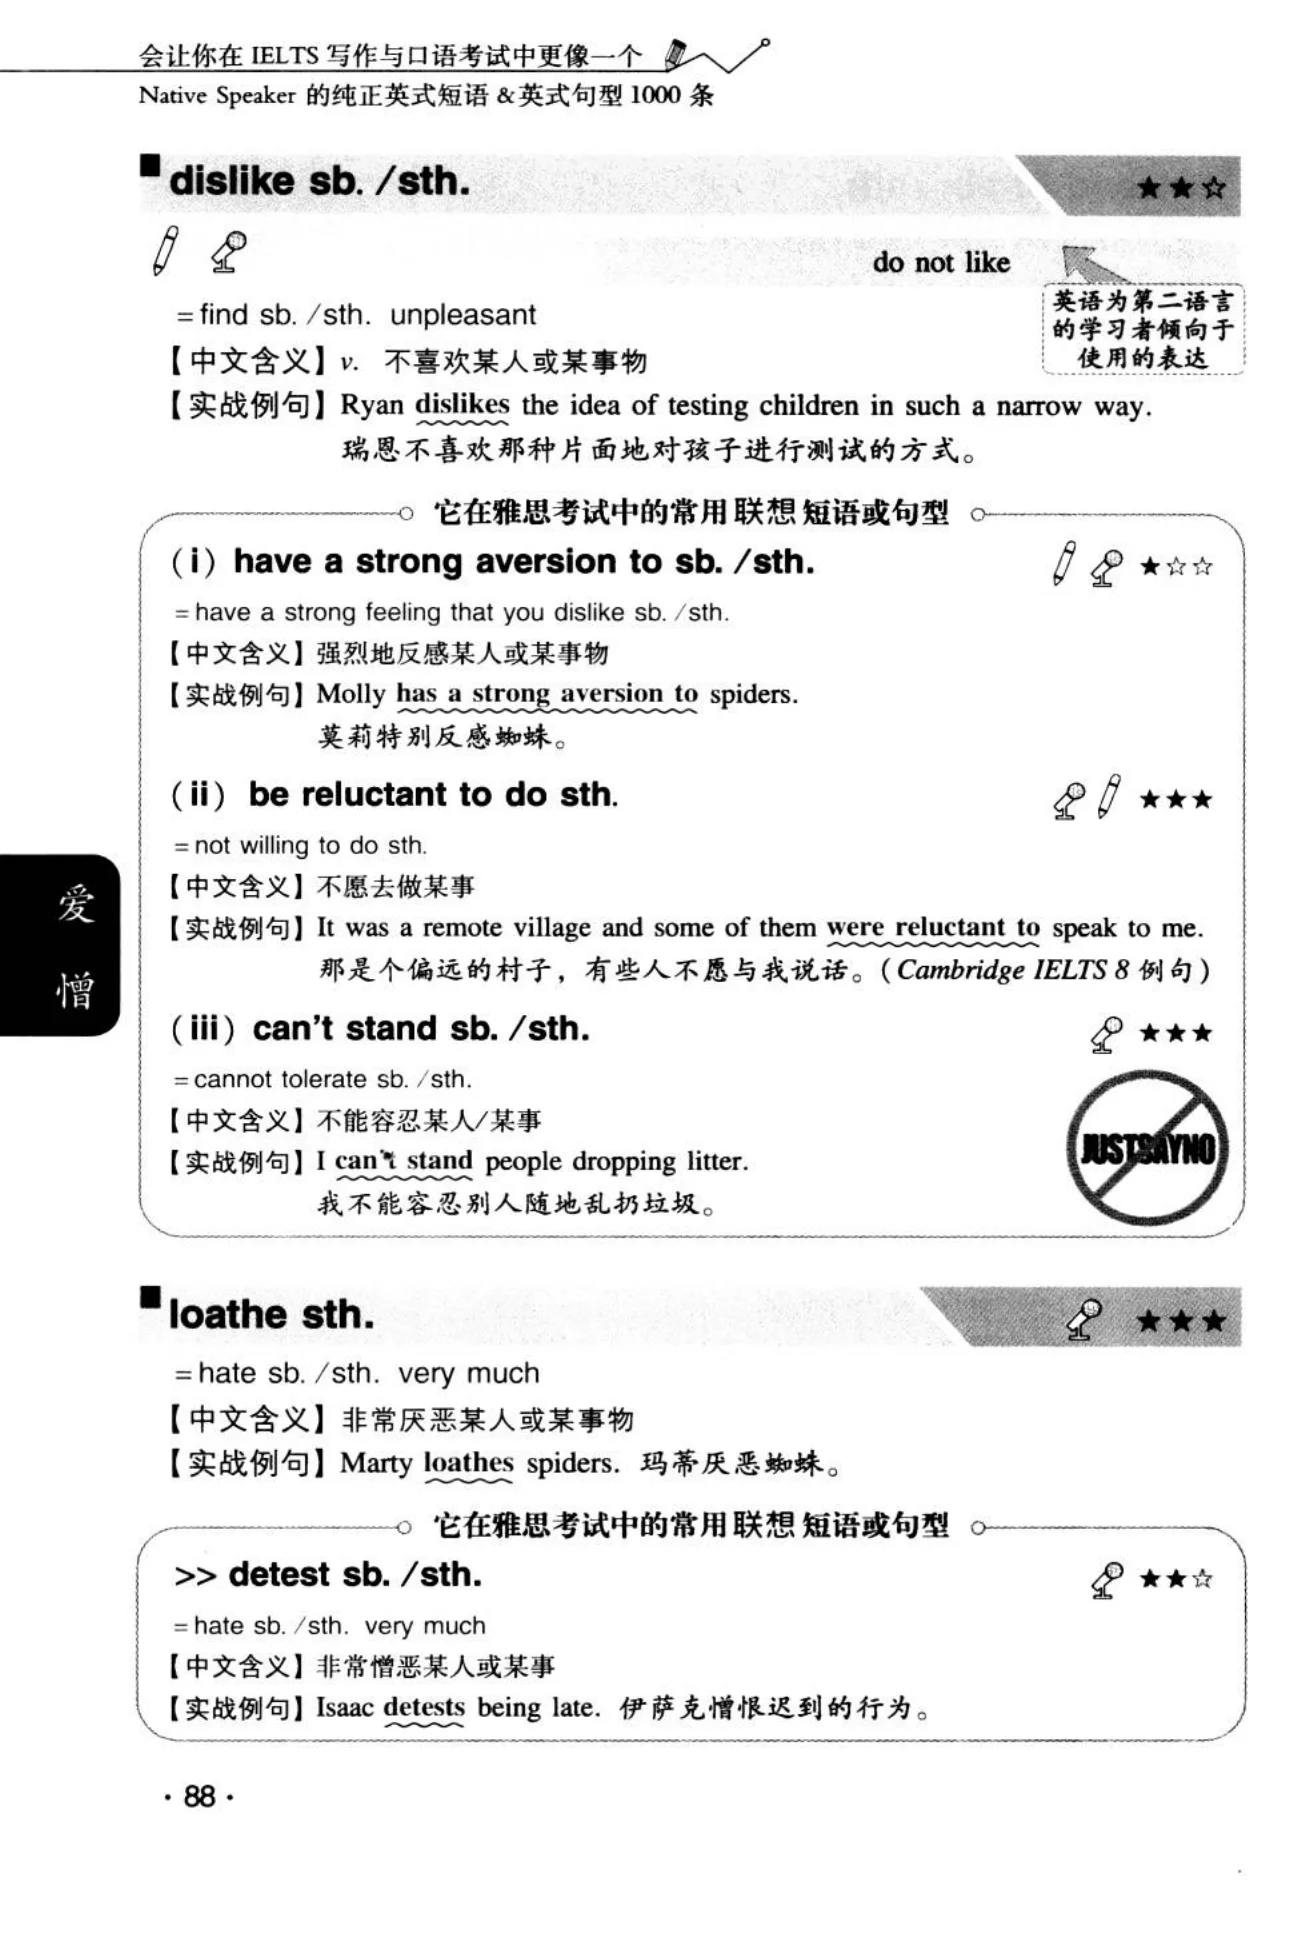 会让你在 IELTS 写作与口语考试中更像一个
Native Speaker 的纯正英式短语 & 英式句型 1000 条
dislike sb. /sth. ★★☆
do not like
英语为第二语言
的学习者倾向于
使用的表达
=find sb. /sth. unpleasant
【中文含义】v. 不喜欢某人或某事物
【实战例句】Ryan dislikes the idea of testing children in such a narrow way.
瑞恩不喜欢那种片面地对孩子进行测试的方式。
它在雅思考试中的常用联想短语或句型
(i) have a strong aversion to sb. /sth. ★☆☆
=have a strong feeling that you dislike sb. /sth.
【中文含义】强烈地反感某人或某事物
【实战例句】Molly has a strong aversion to spiders.
莫莉特别反感蜘蛛。
(ii) be reluctant to do sth. ★★★
=not willing to do sth.
【中文含义】不愿去做某事
【实战例句】It was a remote village and some of them were reluctant to speak to me.
那是个偏远的村子，有些人不愿与我说话。(Cambridge IELTS 8 例句)
(iii) can't stand sb. /sth. ★★★
=cannot tolerate sb. /sth.
【中文含义】不能容忍某人/某事
【实战例句】I can't stand people dropping litter.
我不能容忍别人随地乱扔垃圾。
JUSTSAYNO
爱
憎
loathe sth. ★★★
=hate sb. /sth. very much
【中文含义】非常厌恶某人或某事物
【实战例句】Marty loathes spiders. 玛蒂厌恶蜘蛛。
它在雅思考试中的常用联想短语或句型
>> detest sb. /sth. ★★☆
=hate sb. /sth. very much
【中文含义】非常憎恶某人或某事
【实战例句】Isaac detests being late. 伊萨克憎恨迟到的行为。
· 88 ·